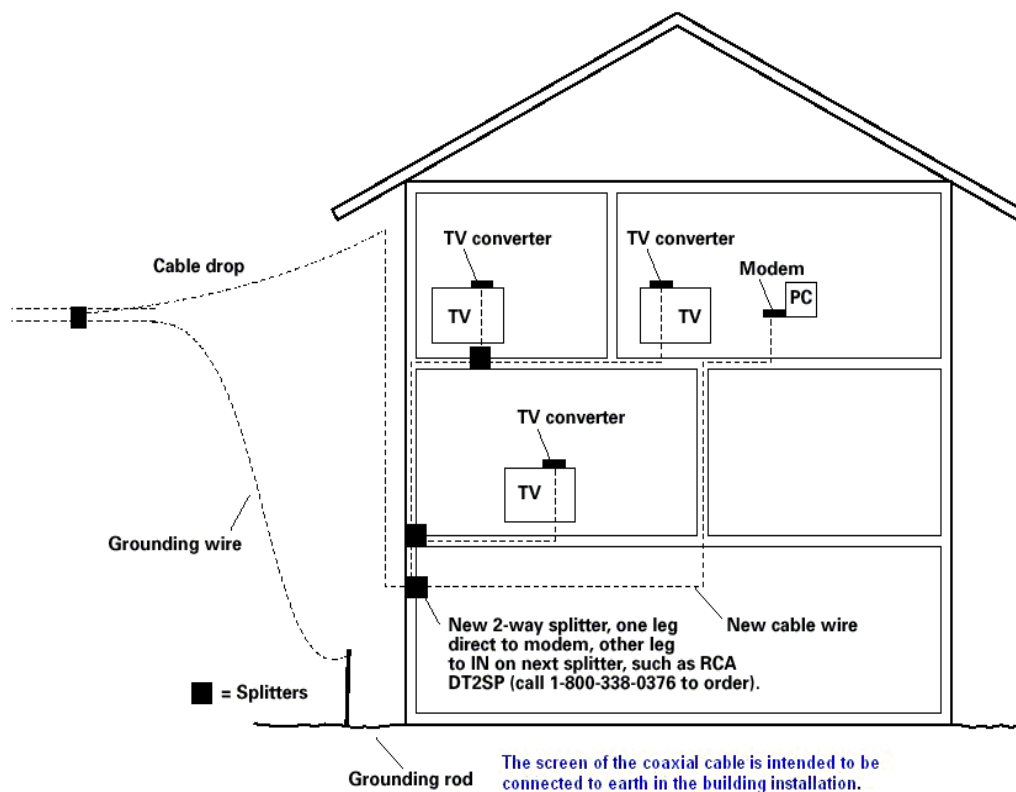 TV converter
TV converter
Modem
PC
Cable drop
TV
TV
TV converter
TV
Grounding wire
New 2-way splitter, one leg
direct to modem, other leg
to IN on next splitter, such as RCA
DT2SP (call 1-800-338-0376 to order).
New cable wire
= Splitters
Grounding rod
The screen of the coaxial cable is intended to be
connected to earth in the building installation.